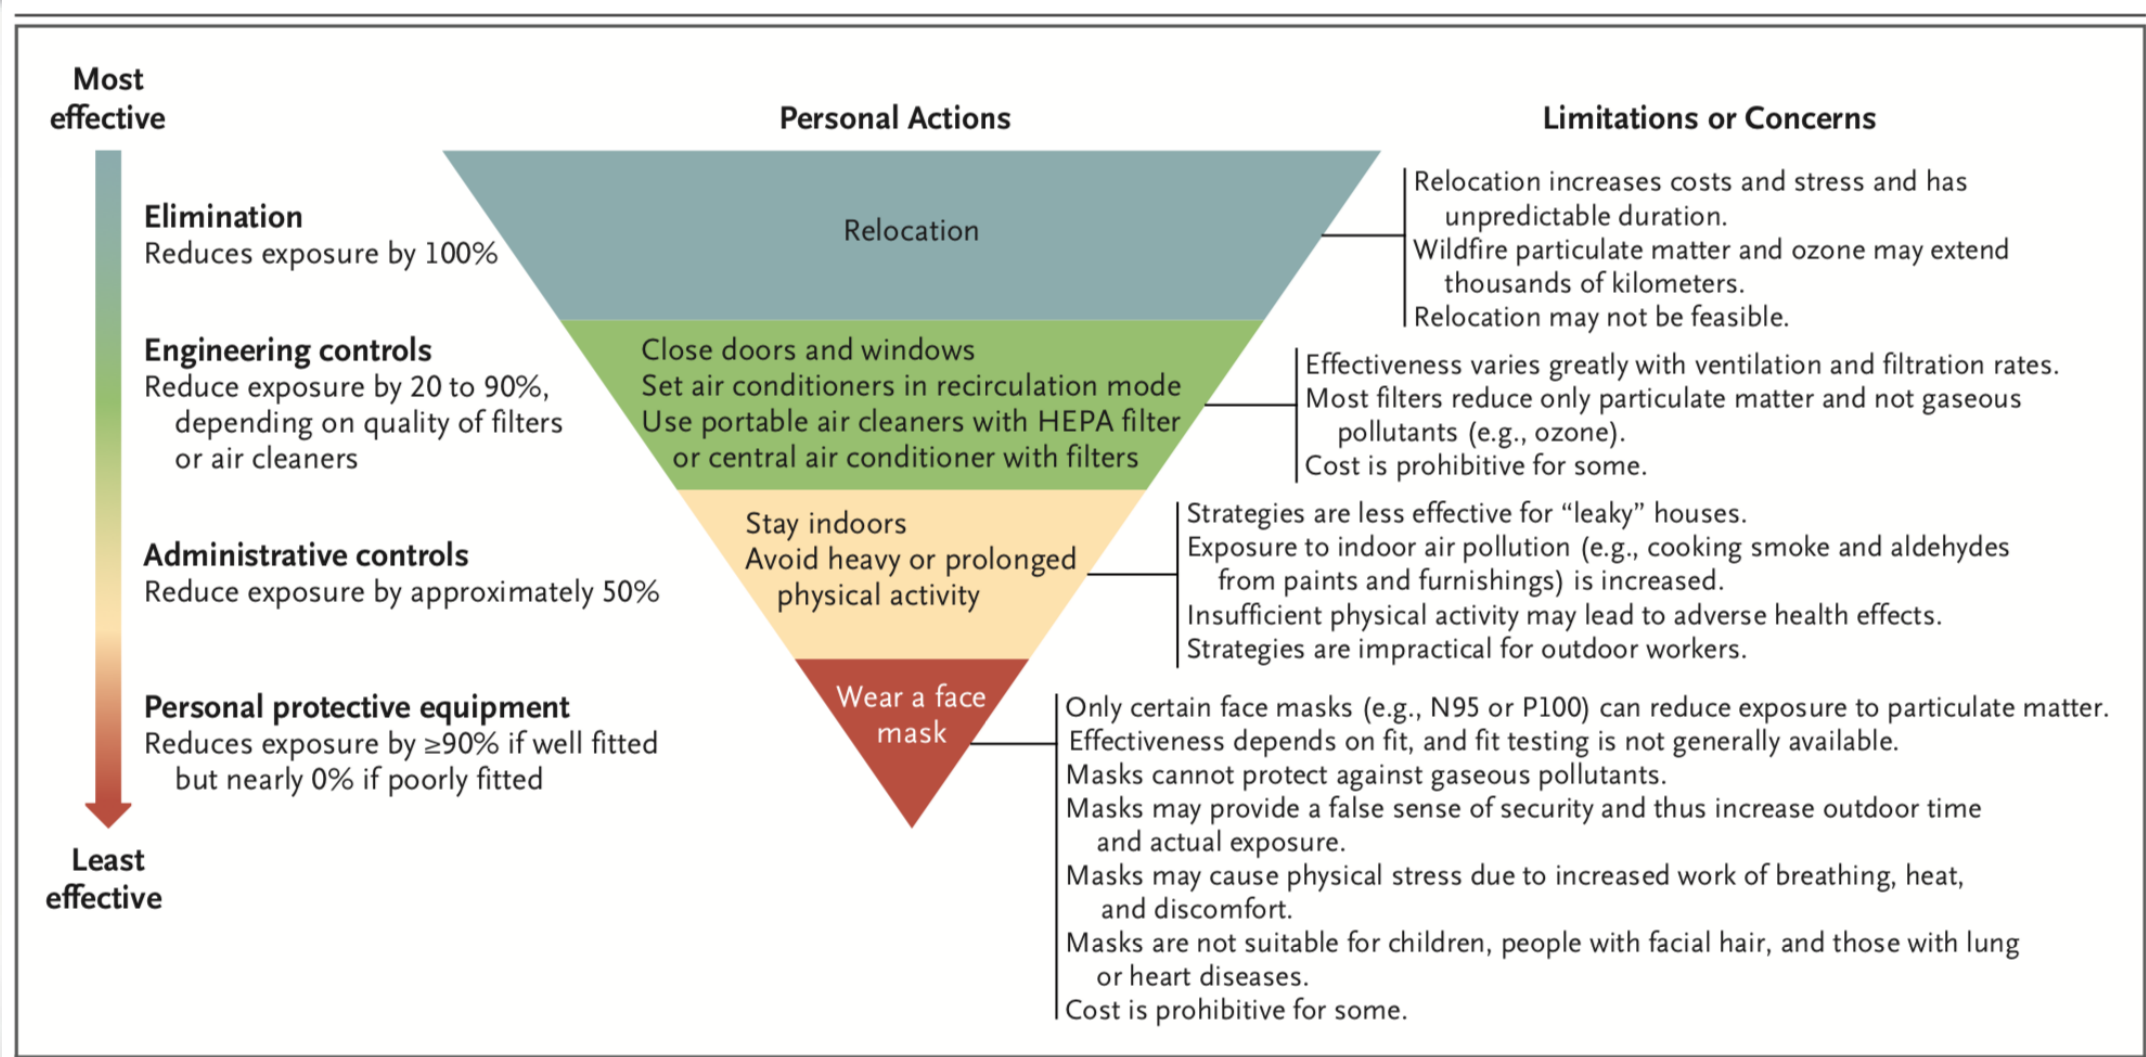 Most
effective
Personal Actions
Limitations or Concerns
Elimination
Reduces exposure by 100%
Relocation
Relocation increases costs and stress and has
unpredictable duration.
Wildfire particulate matter and ozone may extend
thousands of kilometers.
Relocation may not be feasible.
Engineering controls
Reduce exposure by 20 to 90%,
depending on quality of filters
or air cleaners
Close doors and windows
Set air conditioners in recirculation mode
Use portable air cleaners with HEPA filter
or central air conditioner with filters
Effectiveness varies greatly with ventilation and filtration rates.
Most filters reduce only particulate matter and not gaseous
pollutants (e.g., ozone).
Cost is prohibitive for some.
Administrative controls
Reduce exposure by approximately 50%
Stay indoors
Avoid heavy or prolonged
physical activity
Strategies are less effective for “leaky” houses.
Exposure to indoor air pollution (e.g., cooking smoke and aldehydes
from paints and furnishings) is increased.
Insufficient physical activity may lead to adverse health effects.
Strategies are impractical for outdoor workers.
Personal protective equipment
Reduces exposure by ≥90% if well fitted
but nearly 0% if poorly fitted
Wear a face
mask
Only certain face masks (e.g., N95 or P100) can reduce exposure to particulate matter.
Effectiveness depends on fit, and fit testing is not generally available.
Masks cannot protect against gaseous pollutants.
Masks may provide a false sense of security and thus increase outdoor time
and actual exposure.
Masks may cause physical stress due to increased work of breathing, heat,
and discomfort.
Masks are not suitable for children, people with facial hair, and those with lung
or heart diseases.
Cost is prohibitive for some.
Least
effective